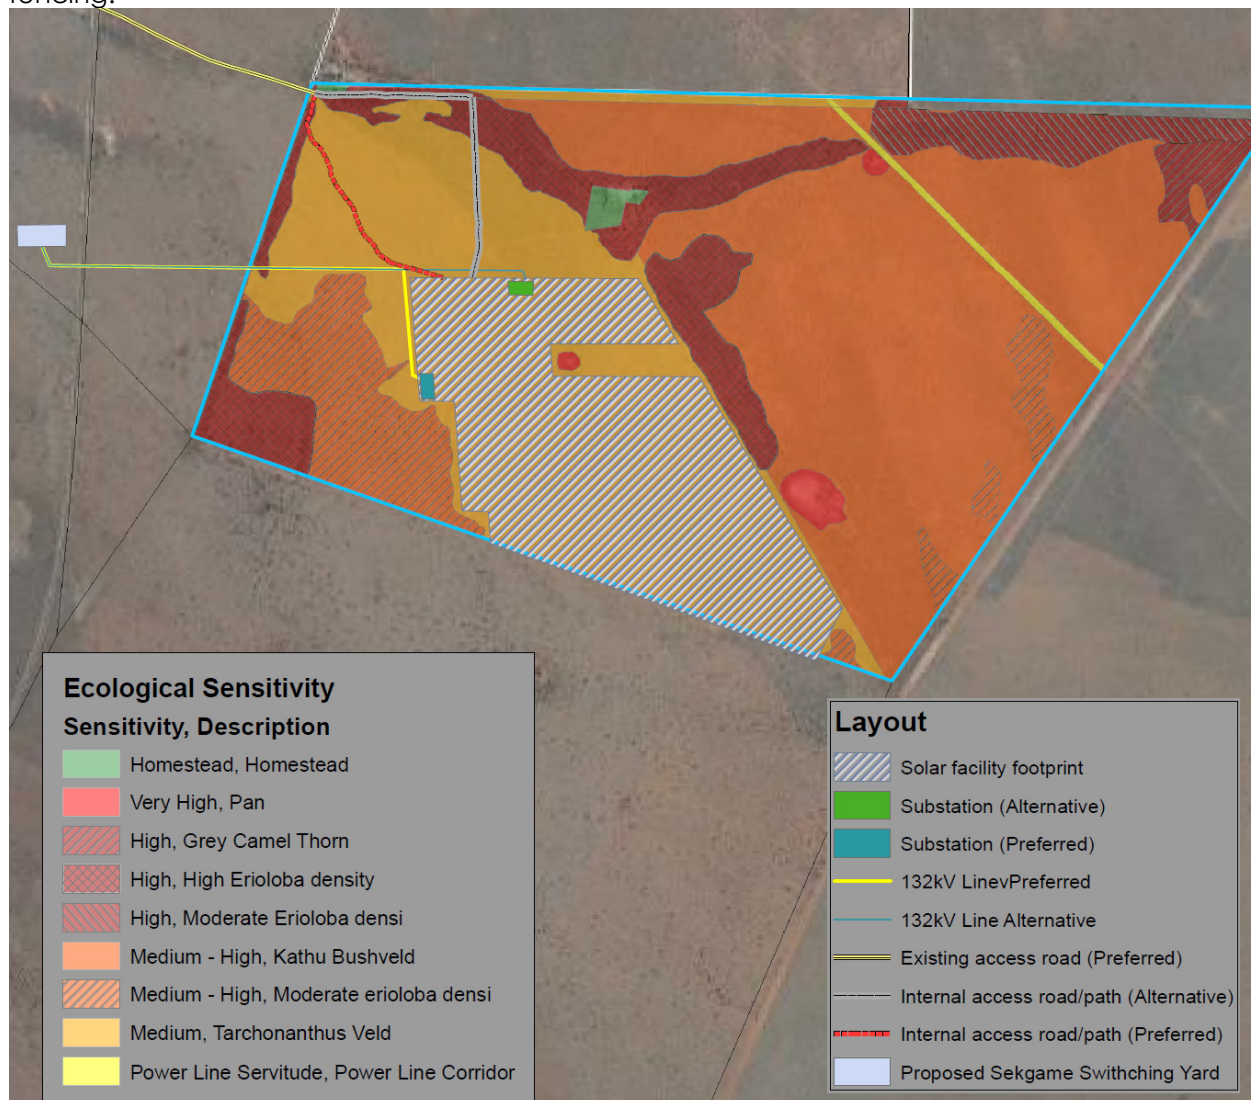 fencing.
Ecological Sensitivity
Sensitivity, Description
Homestead, Homestead
Very High, Pan
High, Grey Camel Thorn
High, High Erioloba density
High, Moderate Erioloba densi
Medium - High, Kathu Bushveld
Medium - High, Moderate erioloba densi
Medium, Tarchonanthus Veld
Power Line Servitude, Power Line Corridor
Layout
Solar facility footprint
Substation (Alternative)
Substation (Preferred)
132kV LinevPreferred
132kV Line Alternative
Existing access road (Preferred)
Internal access road/path (Alternative)
Internal access road/path (Preferred)
Proposed Sekgame Swithching Yard